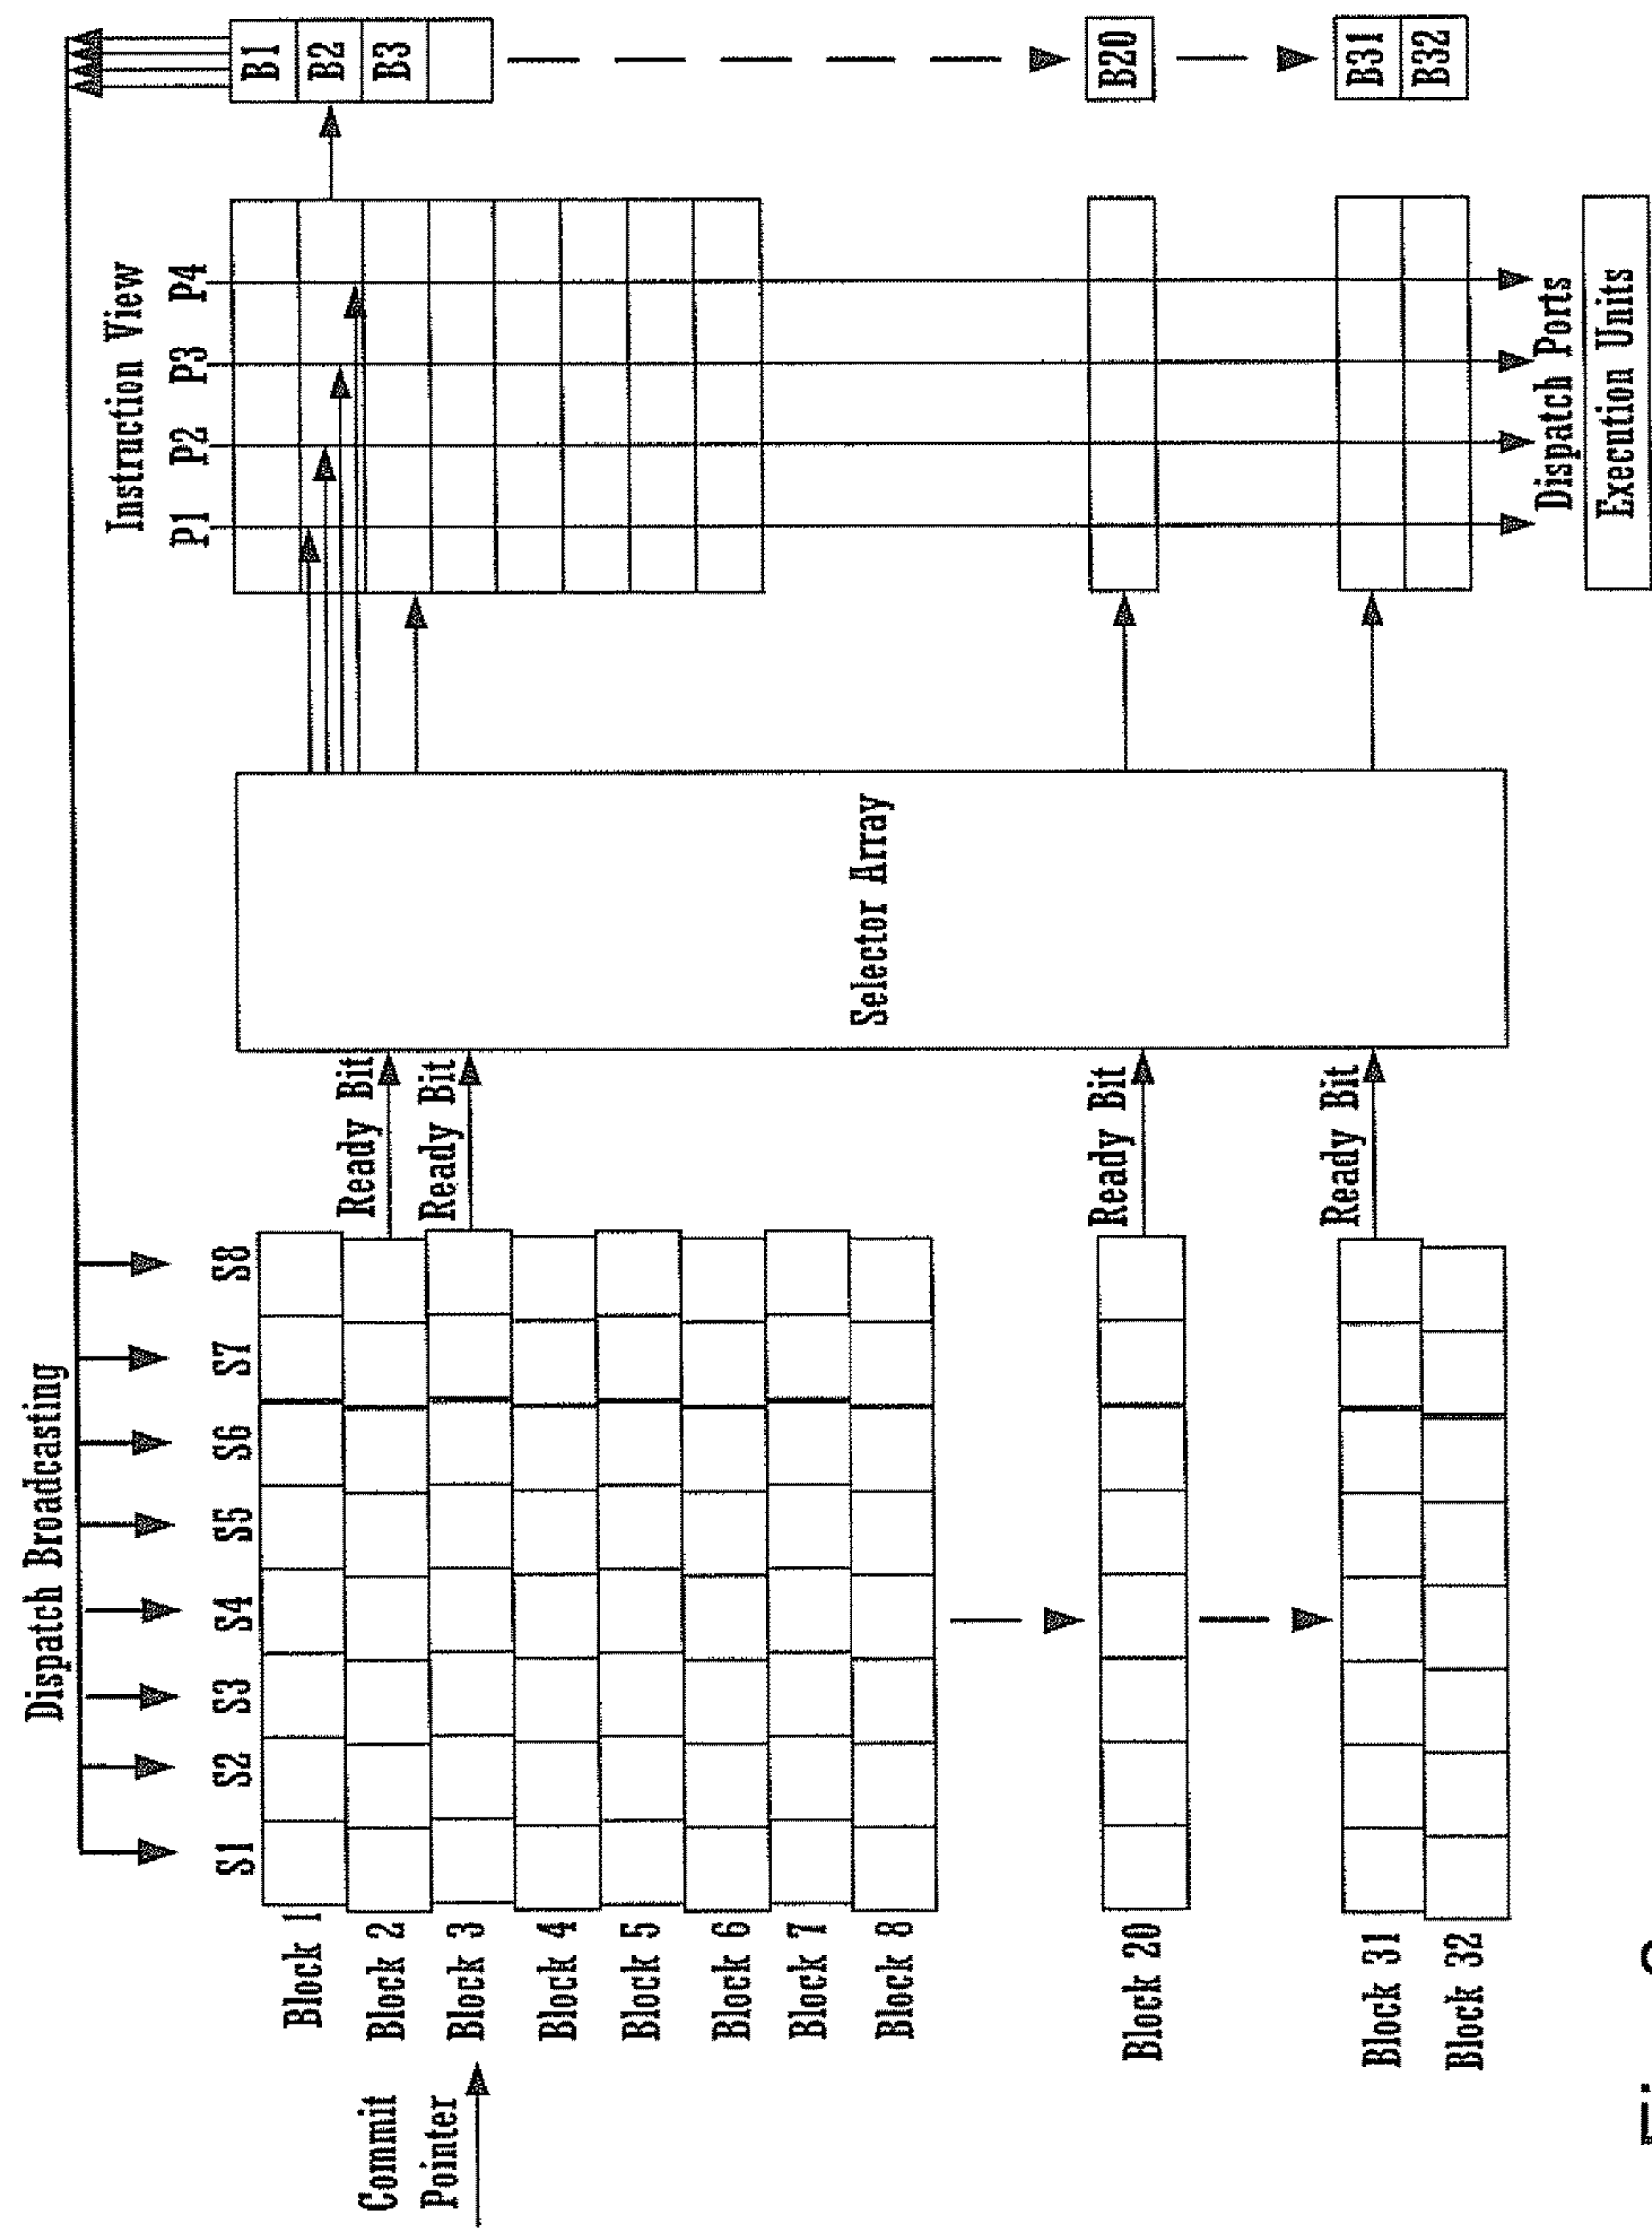 Dispatch Broadcasting
S1 S2 S3 S4 S5 S6 S7 S8
Block 1
Block 2
Block 3
Block 4
Block 5
Block 6
Block 7
Block 8
Block 20
Block 31
Block 32
Commit
Pointer
Ready Bit
Ready Bit
Ready Bit
Ready Bit
Selector Array
Instruction View
P1 P2 P3 P4
Dispatch Ports
Execution Units
B1
B2
B3
B20
B31
B32